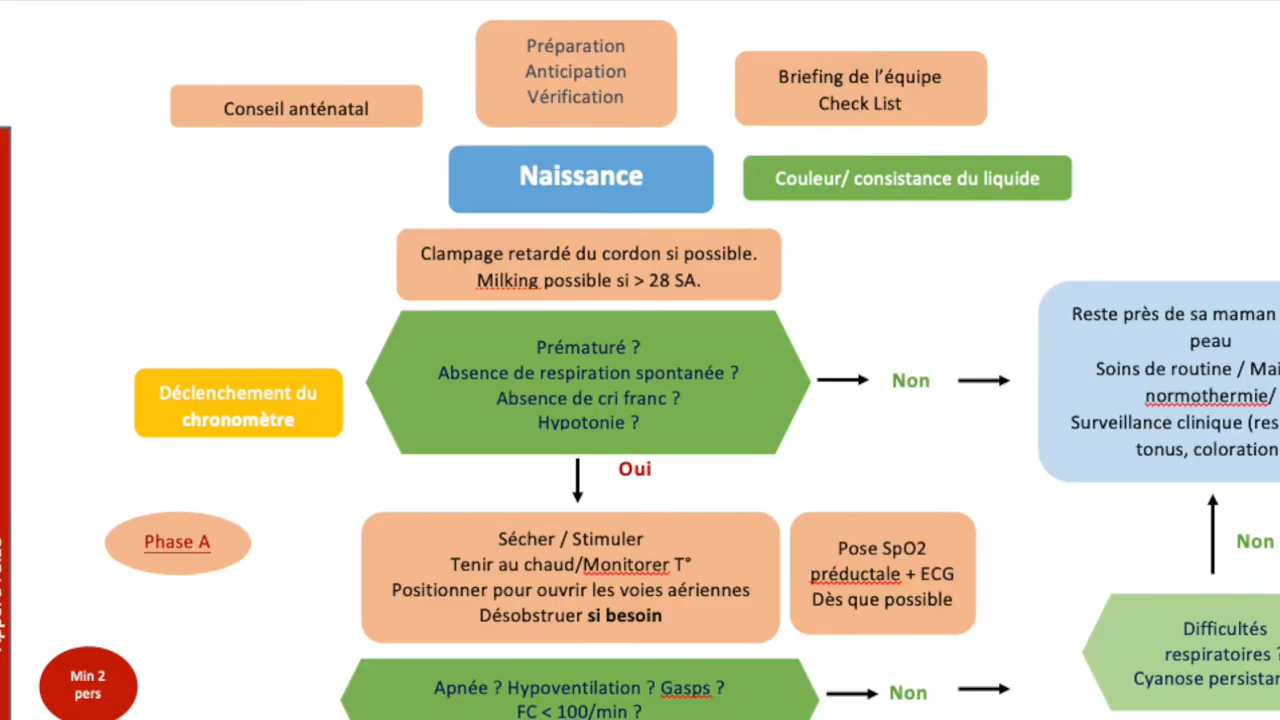 Préparation
Anticipation
Vérification
Briefing de l'équipe
Check List
Conseil anténatal
Naissance
Couleur/ consistance du liquide
Clampage retardé du cordon si possible.
Milking possible si > 28 SA.
Prématuré ?
Absence de respiration spontanée ?
Absence de cri franc ?
Hypotonie ?
Non
Reste près de sa maman
peau
Soins de routine /
normothermie/
Surveillance clinique
tonus, coloration
Déclenchement du
chronomètre
Oui
Phase A
Sécher / Stimuler
Tenir au chaud/Monitorer T°
Positionner pour ouvrir les voies aériennes
Désobstruer si besoin
Pose SpO2
préductale + ECG
Dès que possible
Non
Difficultés
respiratoires ?
Cyanose
Min 2
pers
Apnée ? Hypoventilation ? Gasps ?
FC < 100/min ?
Non